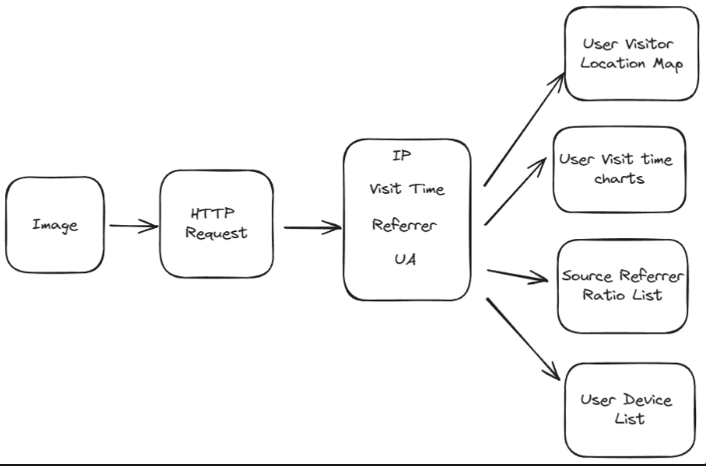 Image
HTTP
Request
IP
Visit Time
Referrer
UA
User Visitor
Location Map
User Visit time
charts
Source Referrer
Ratio List
User Device
List